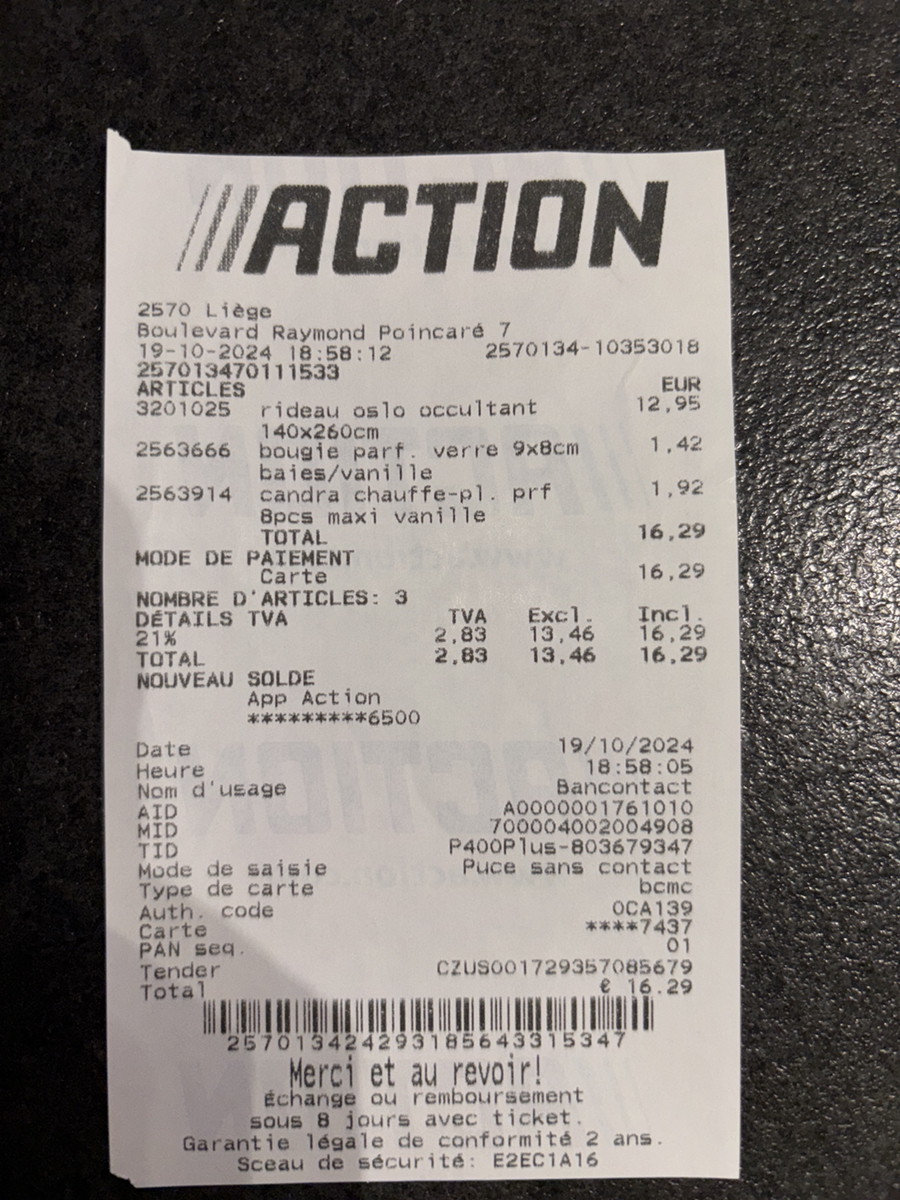 ///ACTION
2570 Liège
Boulevard Raymond Poincaré 7
19-10-2024 18:58:12 2570134-10353018
257013470111533
ARTICLES EUR
3201025 rideau oslo occultant 12,95
140x260cm
2563666 bougie parf. verre 9x8cm 1,42
baies/vanille
2563914 candra chauffe-pl. prf 1,92
8pcs maxi vanille
TOTAL 16,29
MODE DE PAIEMENT
Carte 16,29
NOMBRE D'ARTICLES: 3
DÉTAILS TVA TVA Excl. Incl.
21% 2,83 13,46 16,29
TOTAL 2,83 13,46 16,29
NOUVEAU SOLDE
App Action
*********6500
Date 19/10/2024
Heure 18:58:05
Nom d'usage Bancontact
AID A0000001761010
MID 700004002004908
TID P400Plus-803679347
Mode de saisie Puce sans contact
Type de carte bcmc
Auth. code 0CA139
Carte ****7437
PAN seq. 01
Tender CZUS001729357085679
Total € 16.29
257013424293185643315347
Merci et au revoir!
Échange ou remboursement
sous 8 jours avec ticket.
Garantie légale de conformité 2 ans.
Sceau de sécurité: E2EC1A16